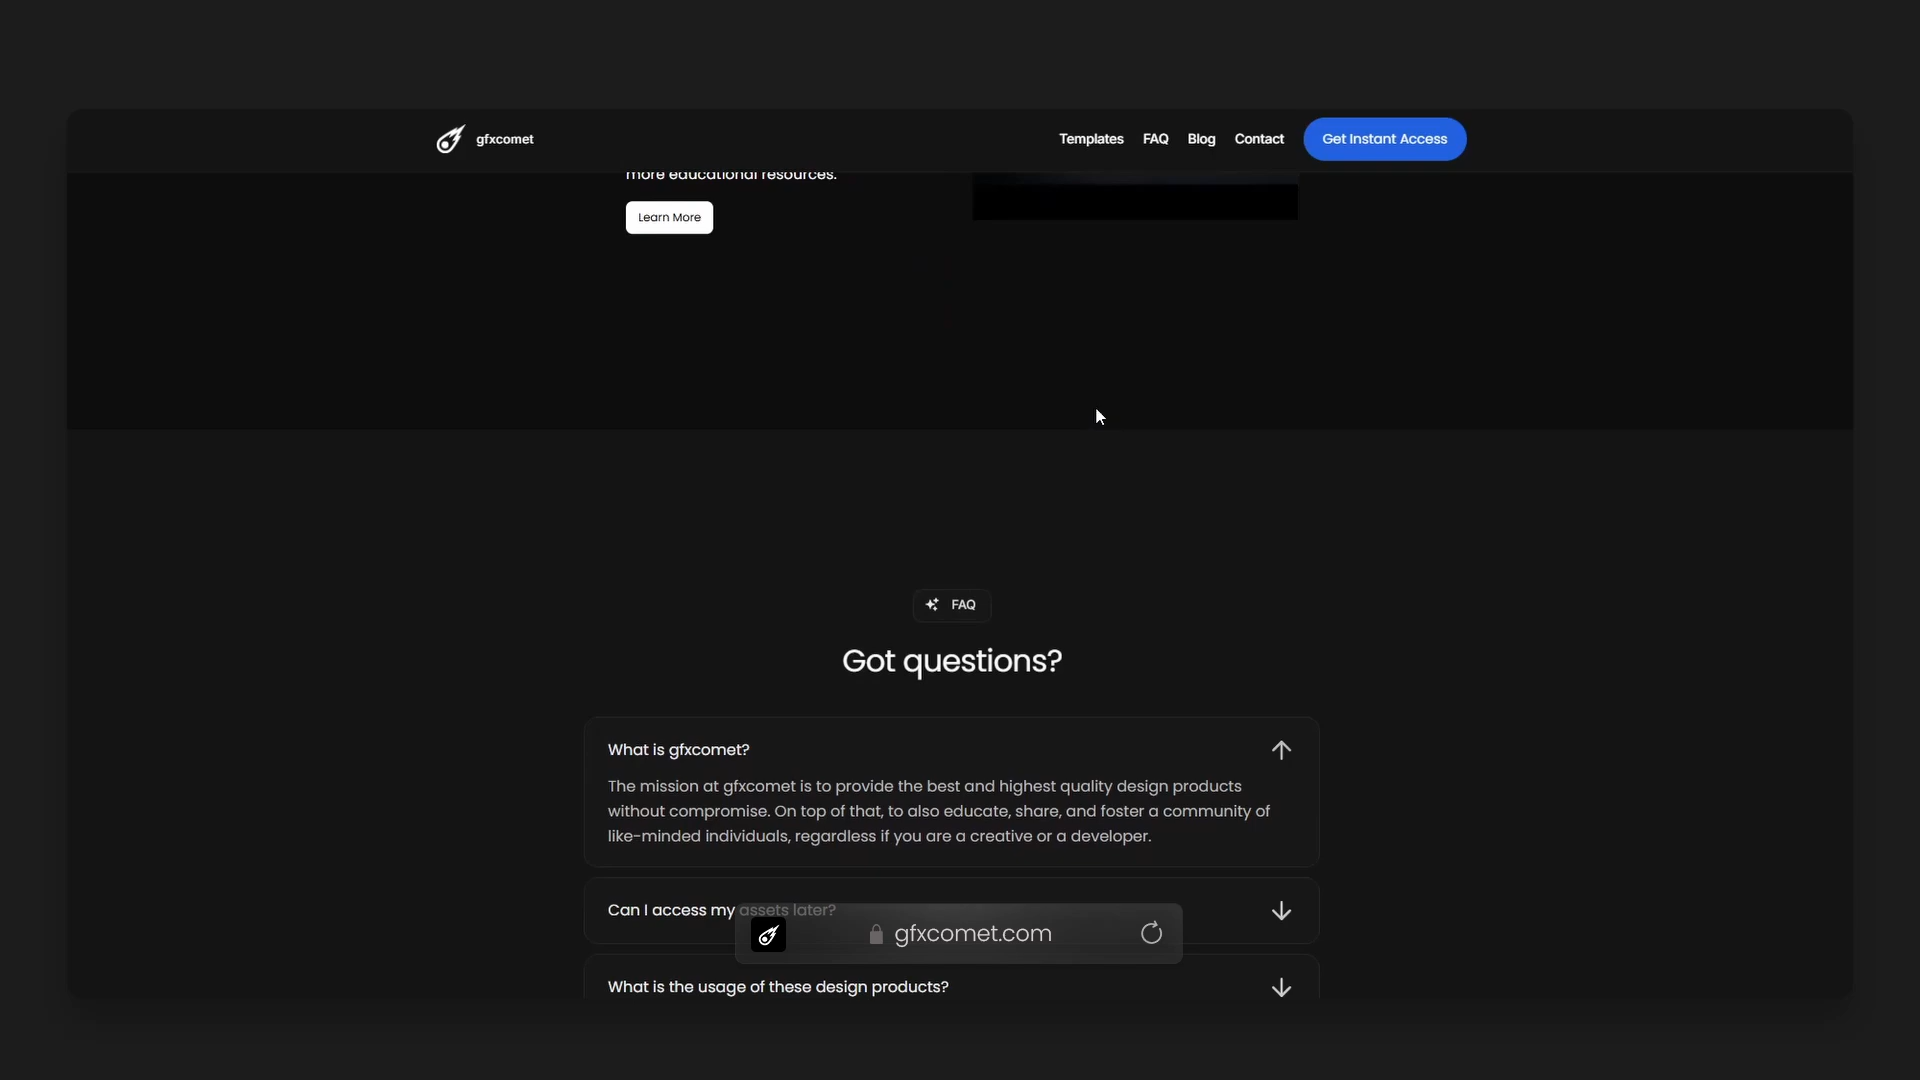 gfxcomet
Templates FAQ Blog Contact Get Instant Access
more educational resources.
Learn More
FAQ
Got questions?
What is gfxcomet?
The mission at gfxcomet is to provide the best and highest quality design products
without compromise. On top of that, to also educate, share, and foster a community of
like-minded individuals, regardless if you are a creative or a developer.
Can I access my assets later?
gfxcomet.com
What is the usage of these design products?